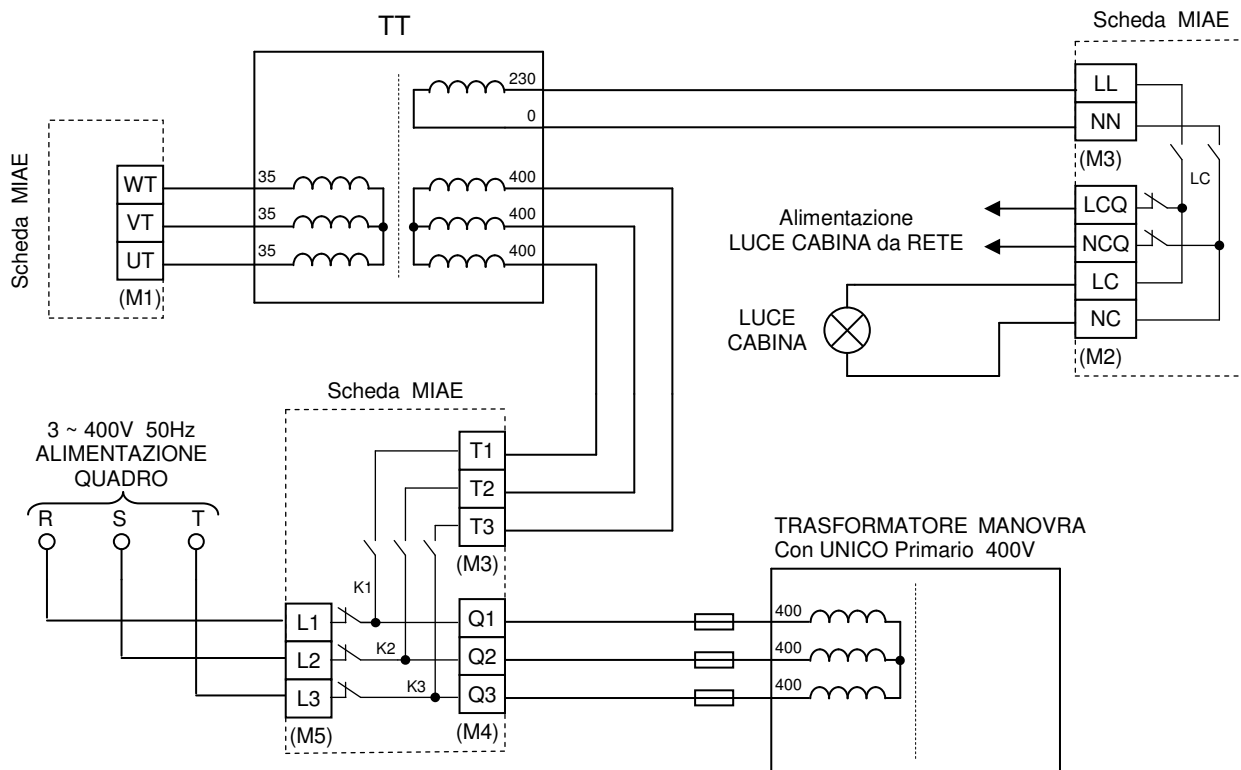 TT
Scheda MIAE
230
0
LL
NN
(M3)
LC
Scheda MIAE
WT
VT
UT
(M1)
35
35
35
400
400
400
LCQ
NCQ
LC
NC
(M2)
Alimentazione
LUCE CABINA da RETE
LUCE
CABINA
Scheda MIAE
3 ~ 400V 50Hz
ALIMENTAZIONE
QUADRO
R
S
T
T1
T2
T3
(M3)
K1
K2
K3
L1
L2
L3
(M5)
Q1
Q2
Q3
(M4)
TRASFORMATORE MANOVRA
Con UNICO Primario 400V
400
400
400